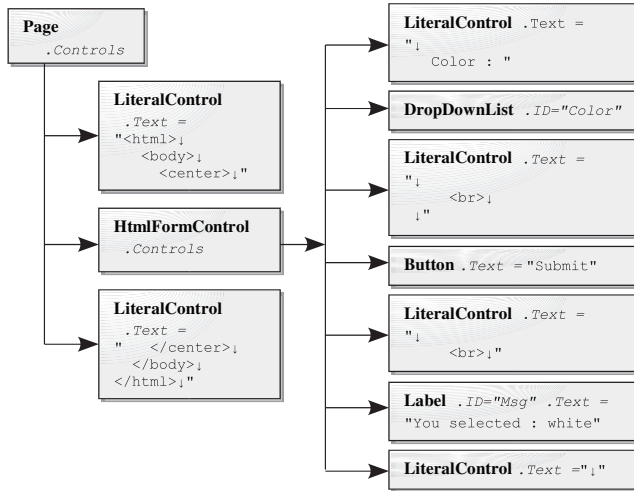 Page
.Controls
LiteralControl
.Text =
"<html>↓
<body>↓
<center>↓"
HtmlFormControl
.Controls
LiteralControl
.Text =
" </center>↓
</body>↓
</html>↓"
LiteralControl .Text =
"↓
Color : "
DropDownList .ID="Color"
LiteralControl .Text =
"↓
<br>↓
↓"
Button .Text ="Submit"
LiteralControl .Text =
"↓
<br>↓"
Label .ID="Msg" .Text =
"You selected : white"
LiteralControl .Text ="↓"